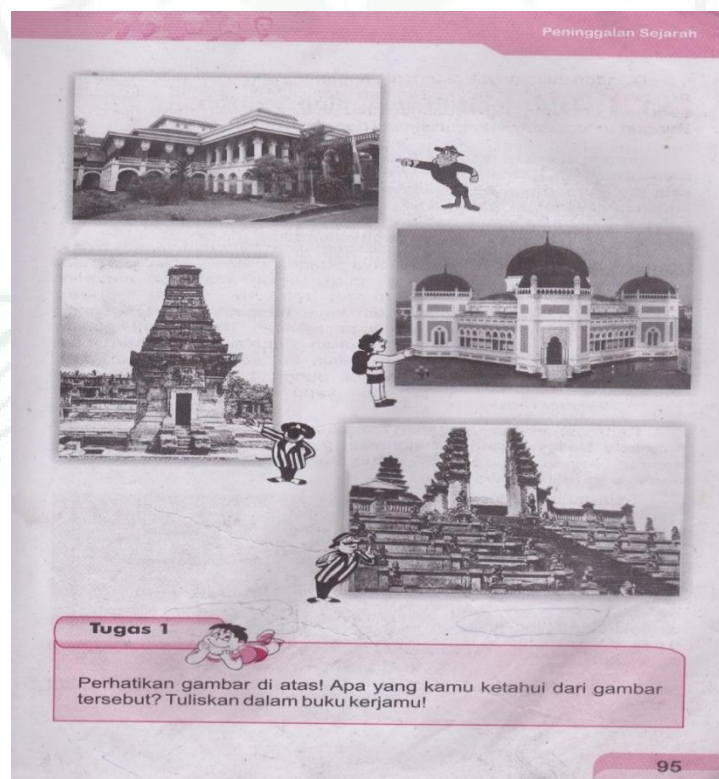 Peninggalan Sejarah
Tugas 1
Perhatikan gambar di atas! Apa yang kamu ketahui dari gambar
tersebut? Tuliskan dalam buku kerjamu!
95